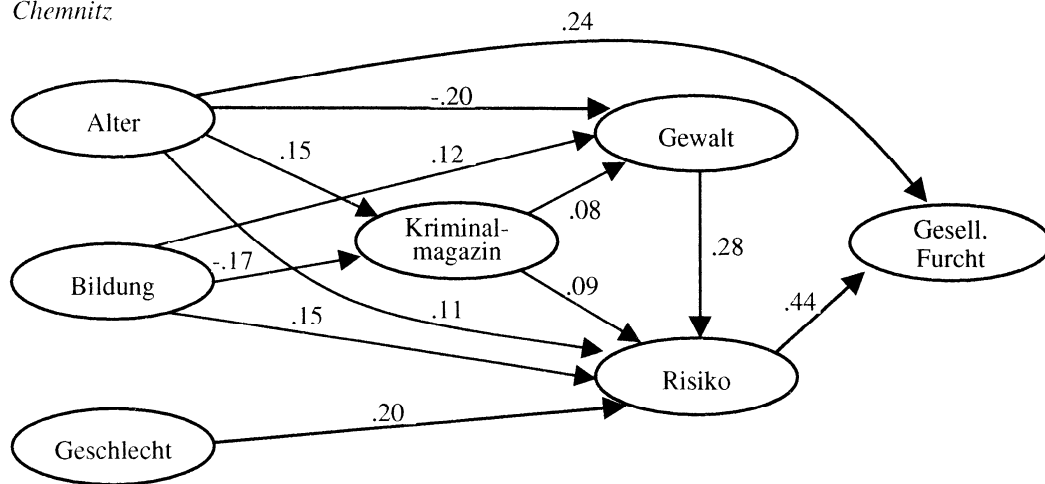 Chemnitz
.24
Alter
-.20
Gewalt
.15
.12
Kriminal-
magazin
.08
Gesell.
Furcht
.28
Bildung
-.17
.09
.15
.11
.44
Risiko
.20
Geschlecht